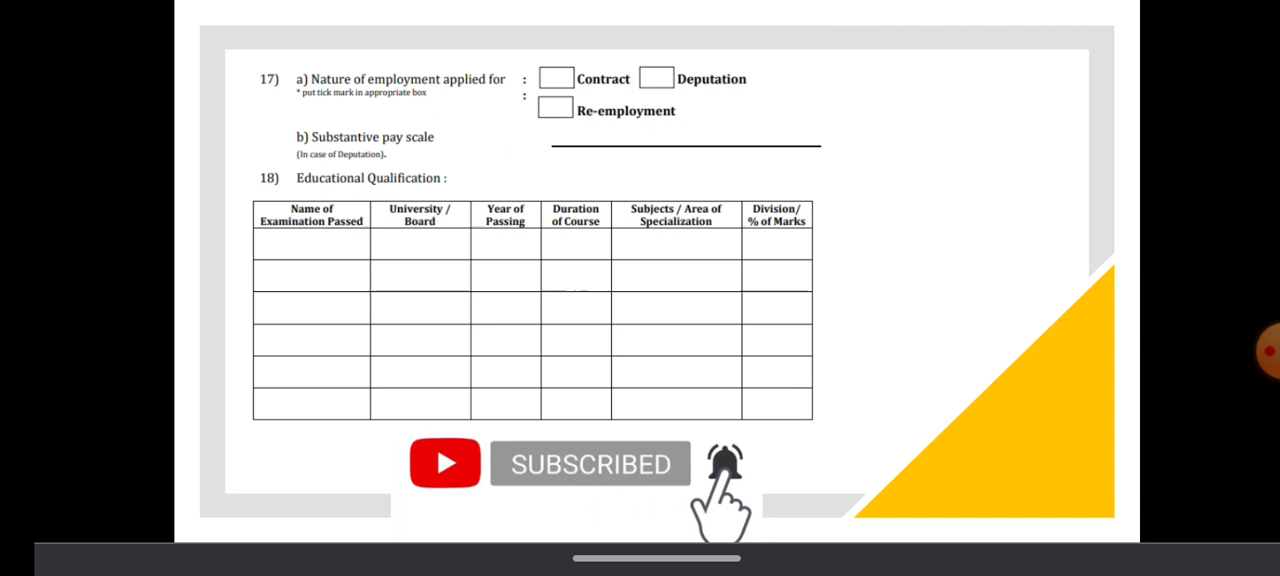 17) a) Nature of employment applied for : Contract Deputation
* put tick mark in appropriate box :
Re-employment
b) Substantive pay scale
(In case of Deputation).
18) Educational Qualification :
Name of Examination Passed University / Board Year of Passing Duration of Course Subjects / Area of Specialization Division/ % of Marks
SUBSCRIBED